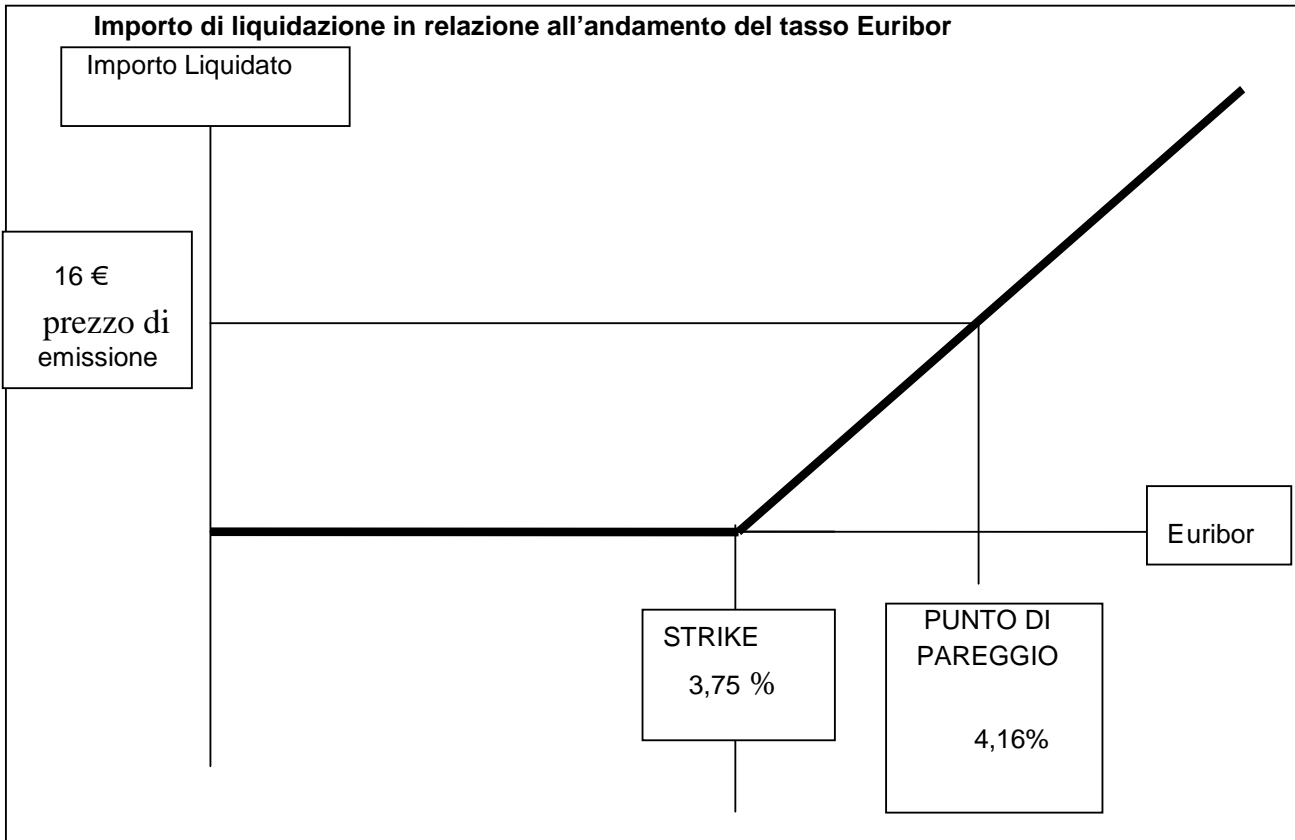 Importo di liquidazione in relazione all'andamento del tasso Euribor
Importo Liquidato
16 €
prezzo di
emissione
Euribor
STRIKE
3,75 %
PUNTO DI
PAREGGIO
4,16%